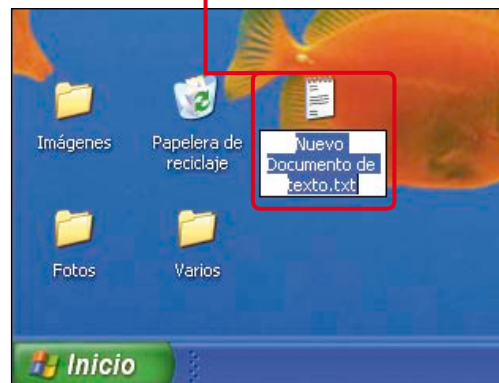 Imágenes
Papelera de
reciclaje
Nuevo
Documento de
texto.txt
Fotos
Varios
Inicio